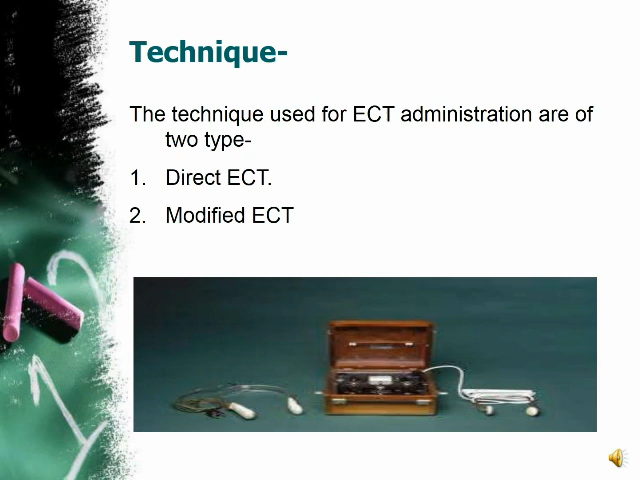 Technique-
The technique used for ECT administration are of
two type-
1. Direct ECT.
2. Modified ECT